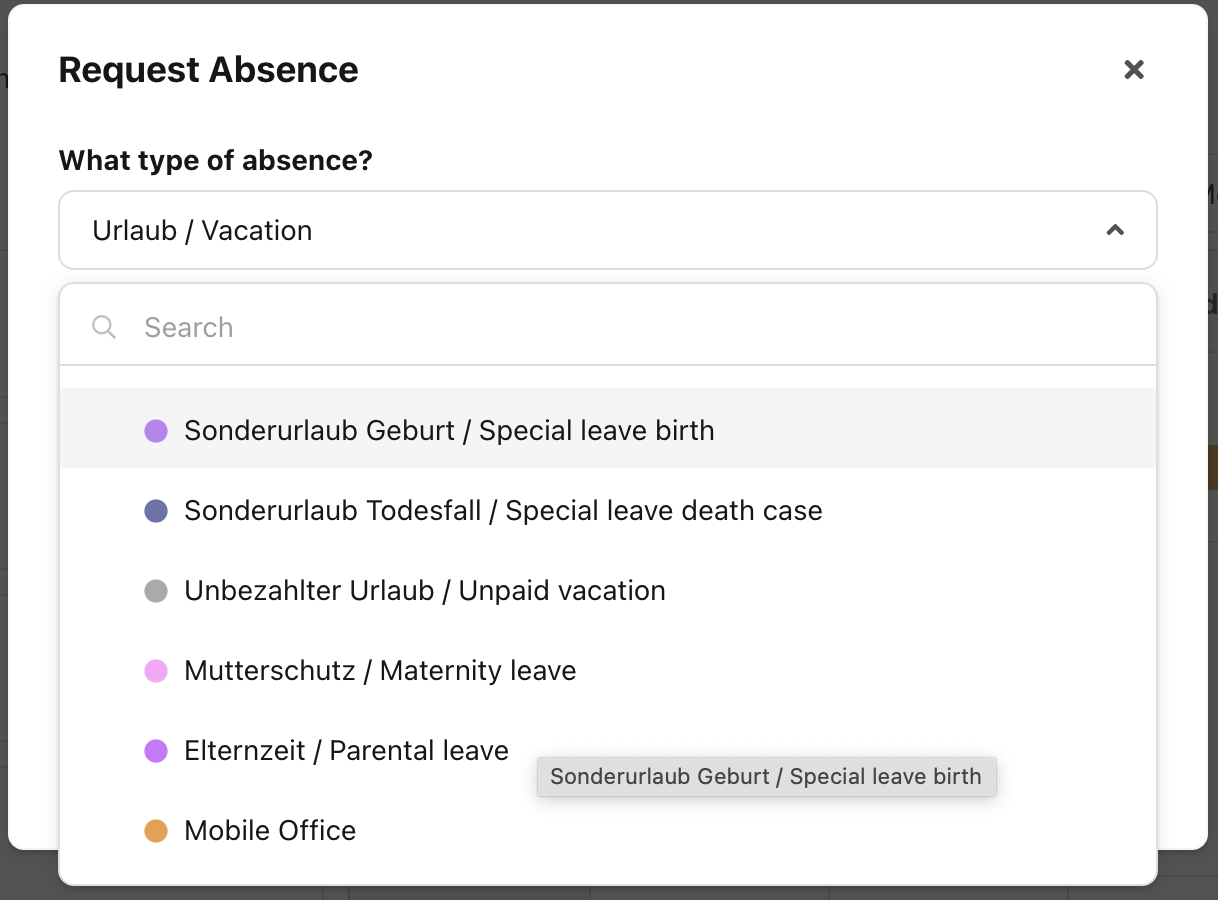 Request Absence
What type of absence?
Urlaub / Vacation
Search
Sonderurlaub Geburt / Special leave birth
Sonderurlaub Todesfall / Special leave death case
Unbezahlter Urlaub / Unpaid vacation
Mutterschutz / Maternity leave
Elternzeit / Parental leave
Sonderurlaub Geburt / Special leave birth
Mobile Office